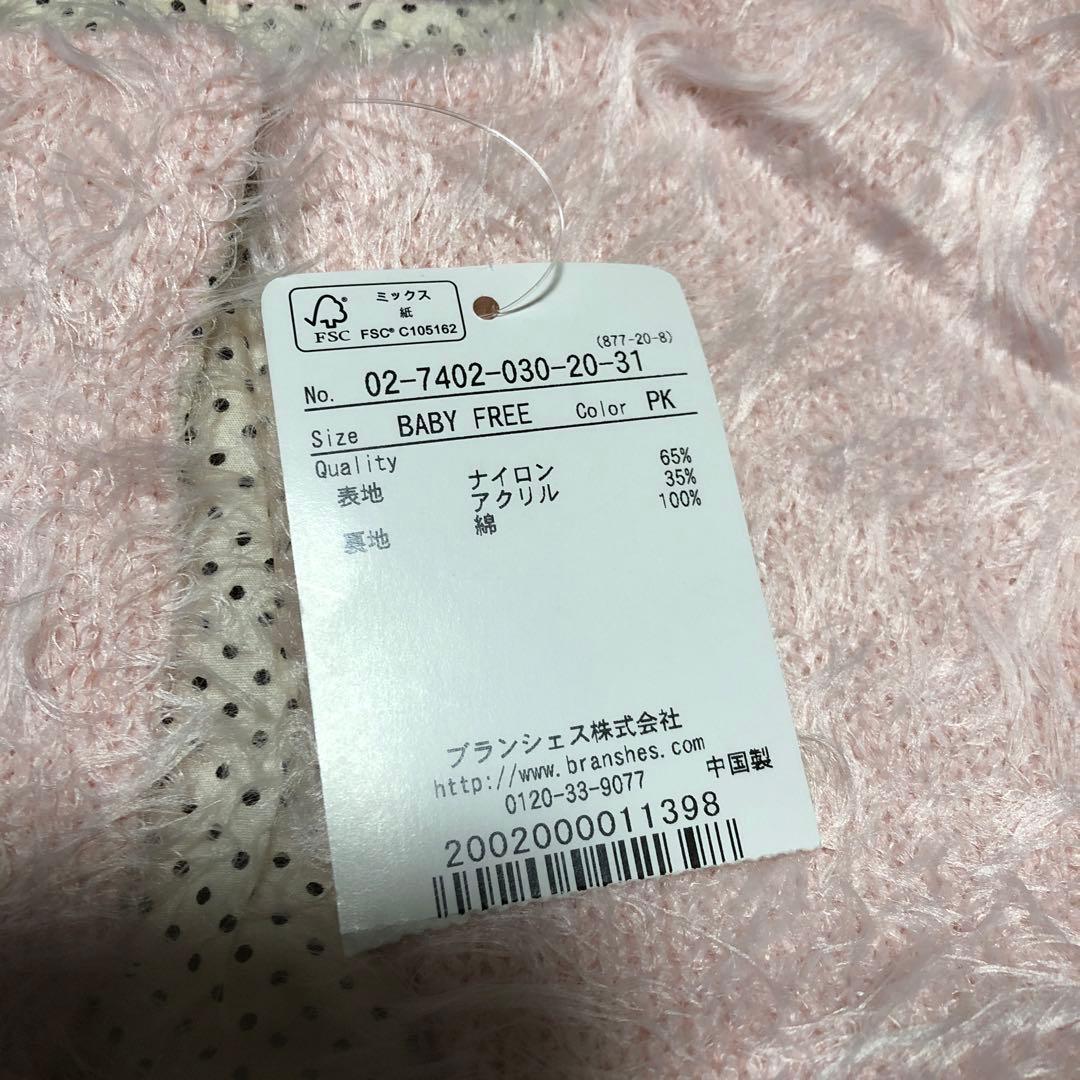 ミックス
紙
FSC® C105162
FSC
(877-20-8)
No. 02-7402-030-20-31
Size BABY FREE Color PK
Quality
表地 ナイロン 65%
アクリル 35%
裏地 綿 100%
ブランシェス株式会社
http://www.branshes.com
0120-33-9077 中国製
2002000011398